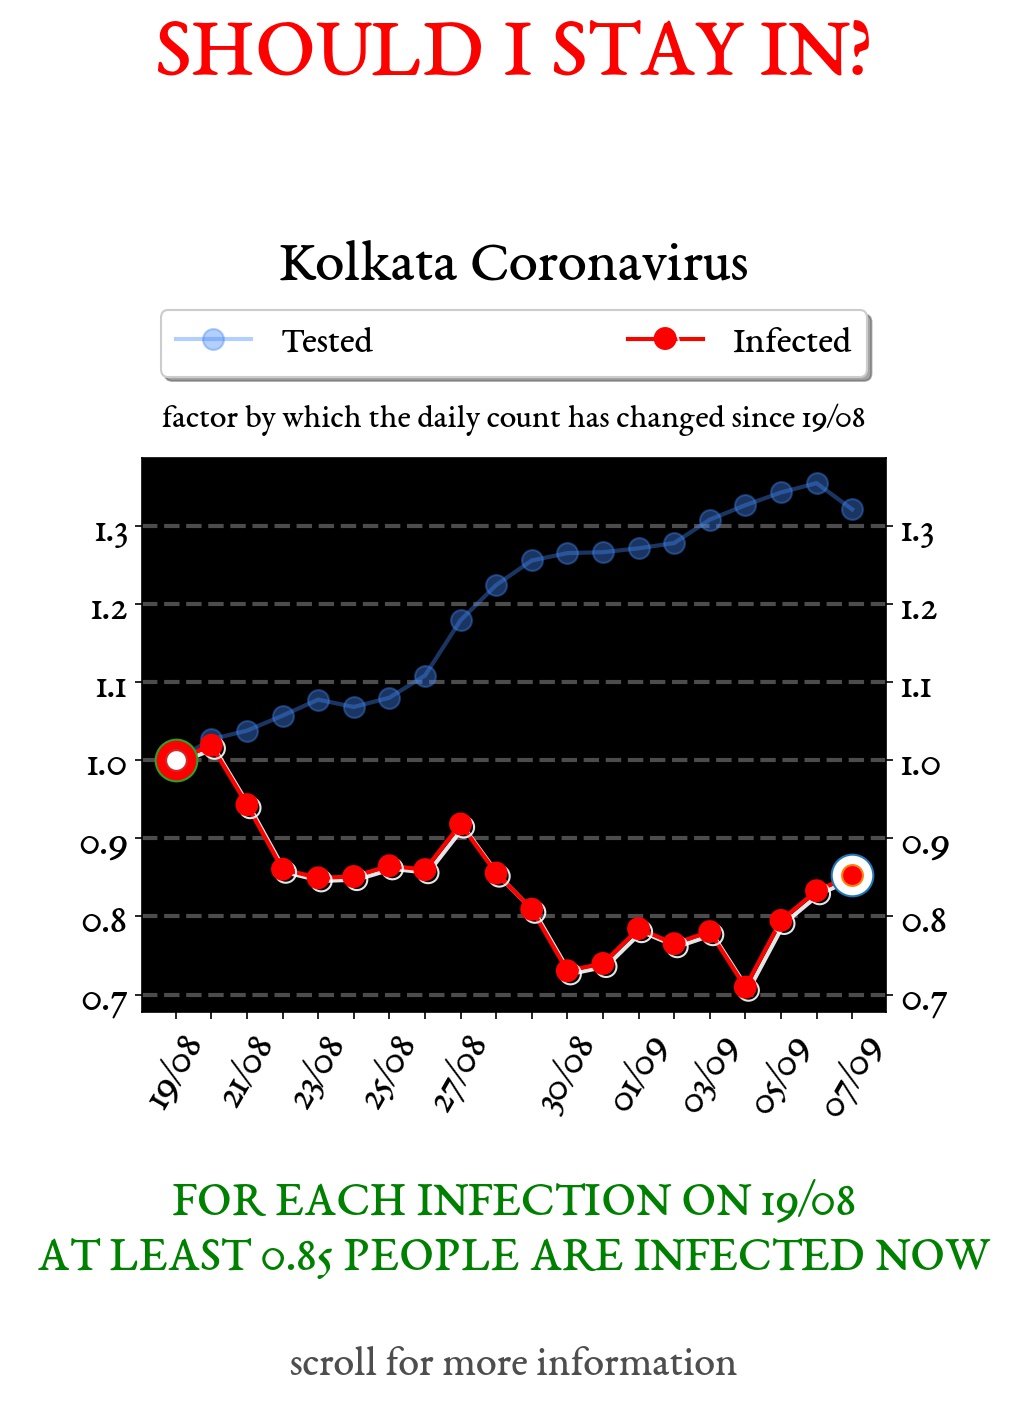 SHOULD I STAY IN?
Kolkata Coronavirus
Tested Infected
factor by which the daily count has changed since 19/08
1.3 1.3
1.2 1.2
1.1 1.1
1.0 1.0
0.9 0.9
0.8 0.8
0.7 0.7
19/08 21/08 23/08 25/08 27/08 30/08 01/09 03/09 05/09 07/09
FOR EACH INFECTION ON 19/08
AT LEAST 0.85 PEOPLE ARE INFECTED NOW
scroll for more information